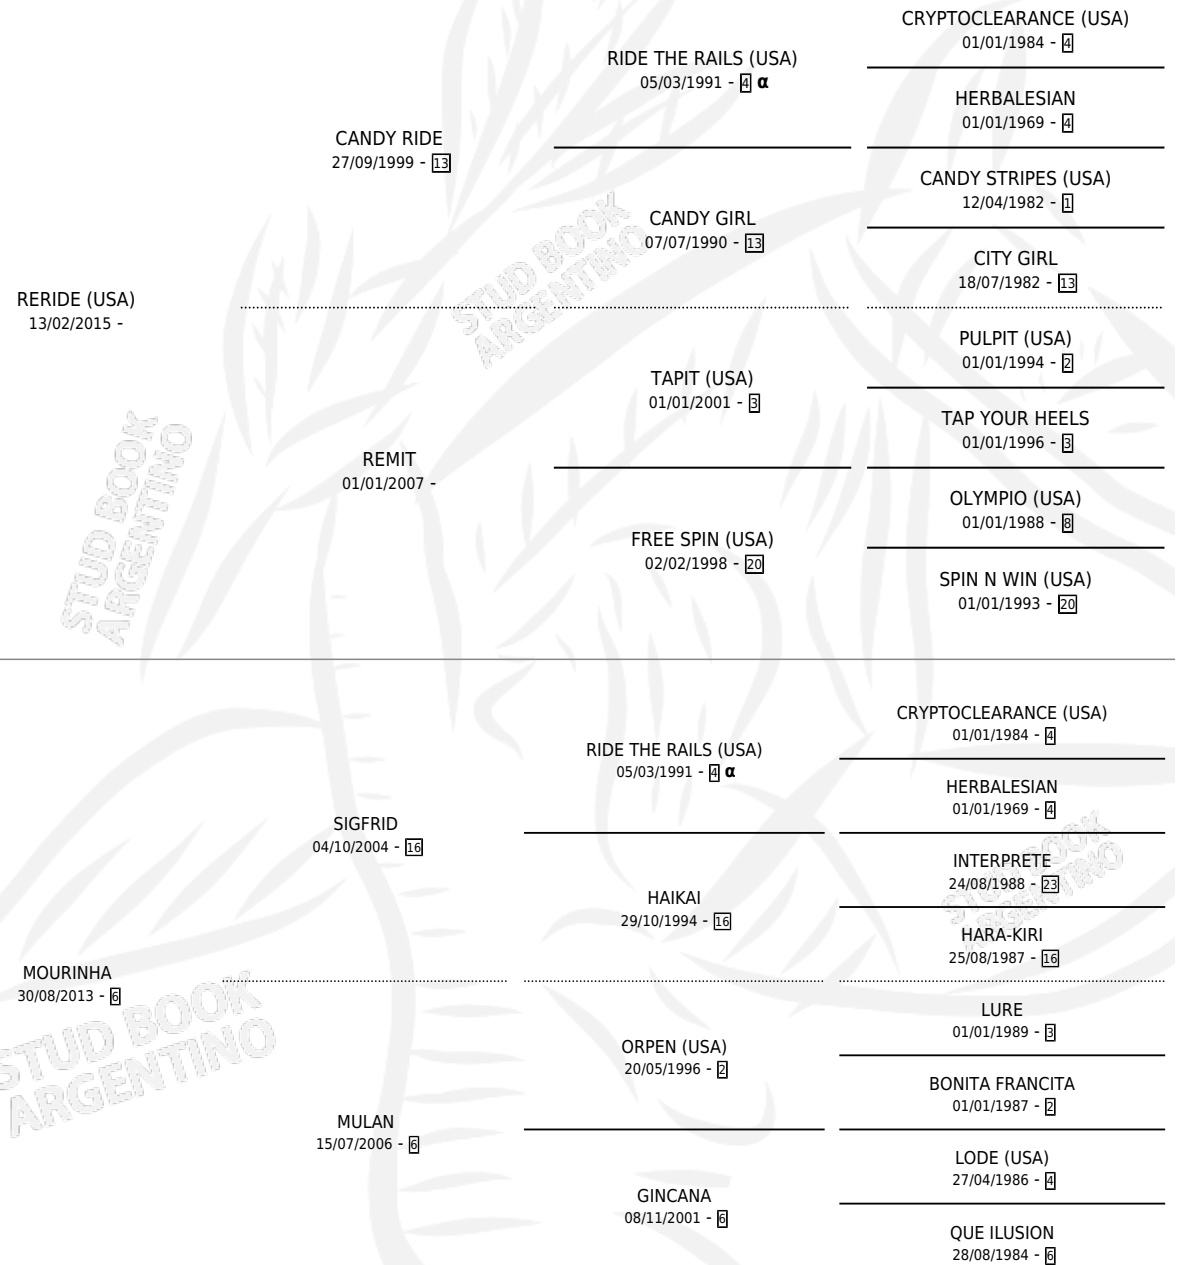 CRYPTOCLEARANCE (USA)
01/01/1984 - 4
RIDE THE RAILS (USA)
05/03/1991 - 4 α
HERBALESIAN
01/01/1969 - 4
CANDY RIDE
27/09/1999 - 13
CANDY STRIPES (USA)
12/04/1982 - 1
CANDY GIRL
07/07/1990 - 13
CITY GIRL
18/07/1982 - 13
RERIDE (USA)
13/02/2015 -
PULPIT (USA)
01/01/1994 - 2
TAPIT (USA)
01/01/2001 - 3
TAP YOUR HEELS
01/01/1996 - 3
REMIT
01/01/2007 -
OLYMPIO (USA)
01/01/1988 - 8
FREE SPIN (USA)
02/02/1998 - 20
SPIN N WIN (USA)
01/01/1993 - 20
CRYPTOCLEARANCE (USA)
01/01/1984 - 4
RIDE THE RAILS (USA)
05/03/1991 - 4 α
HERBALESIAN
01/01/1969 - 4
SIGFRID
04/10/2004 - 16
INTERPRETE
24/08/1988 - 23
HAIKAI
29/10/1994 - 16
HARA-KIRI
25/08/1987 - 16
MOURINHA
30/08/2013 - 6
LURE
01/01/1989 - 3
ORPEN (USA)
20/05/1996 - 2
BONITA FRANCITA
01/01/1987 - 2
MULAN
15/07/2006 - 6
LODE (USA)
27/04/1986 - 4
GINCANA
08/11/2001 - 6
QUE ILUSION
28/08/1984 - 6
STUD BOOK
ARGENTINO
STUD BOOK
ARGENTINO
STUD BOOK
ARGENTINO
STUD BOOK
ARGENTINO